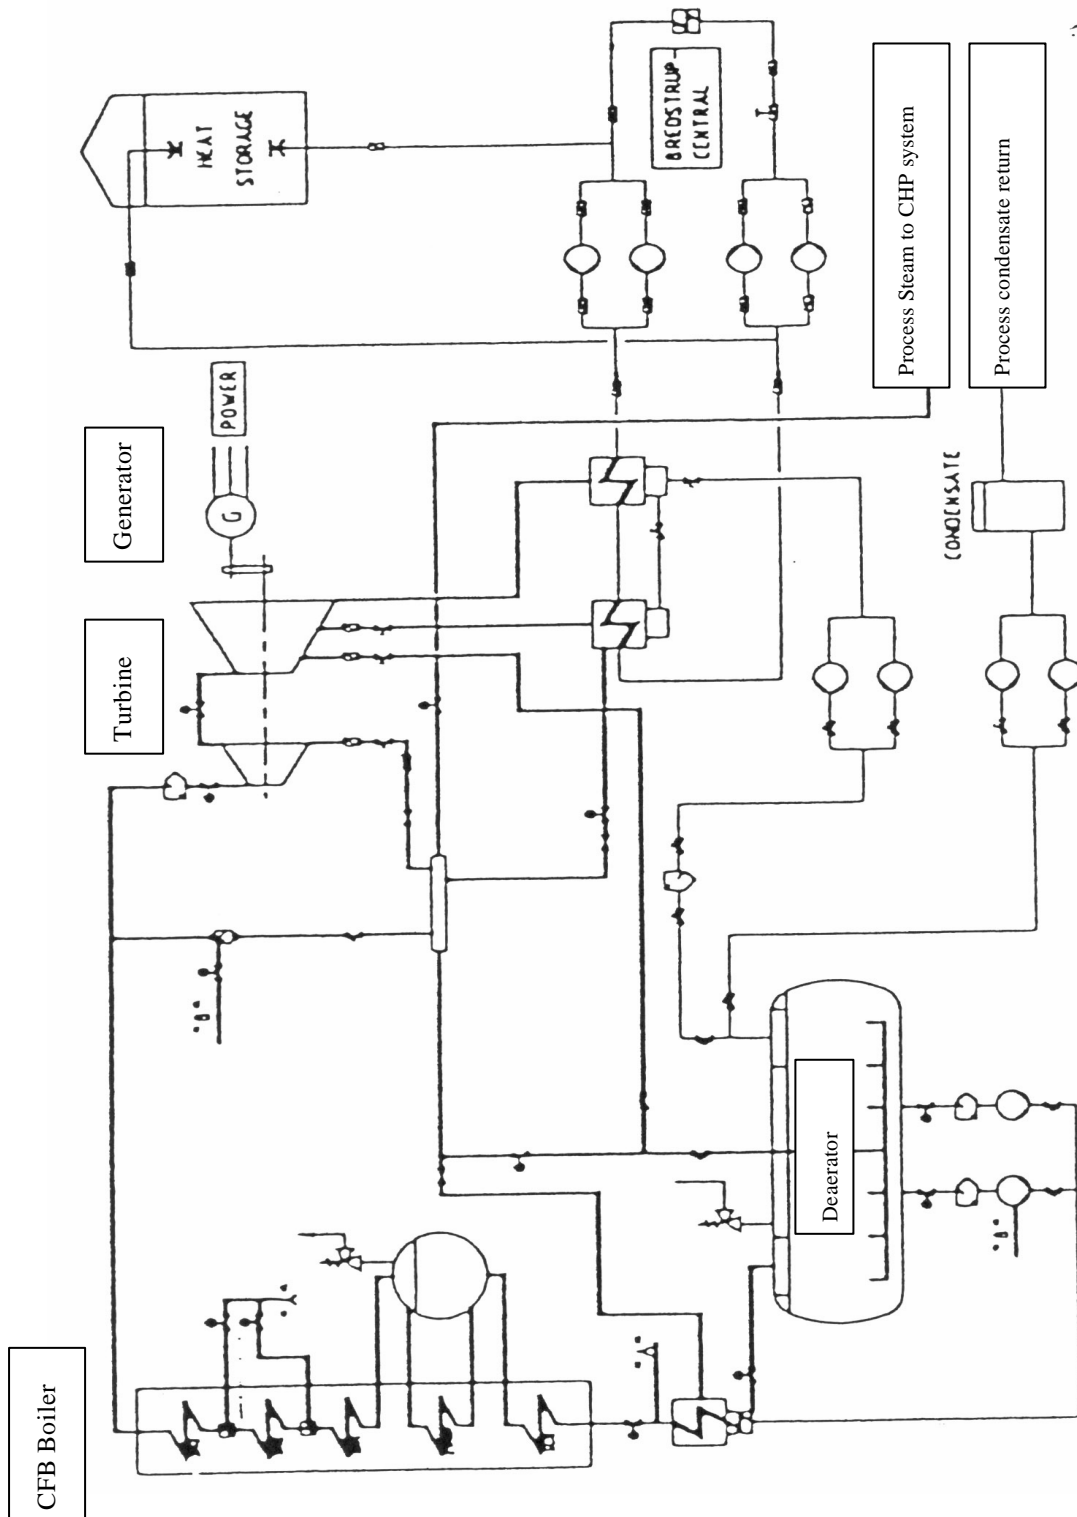 CFB Boiler
Turbine
Generator
G
POWER
HEAT
STORAGE
BREDSTRUP-
CENTRAL
Process Steam to CHP system
Process condensate return
CONDENSATE
Deaerator
"A"